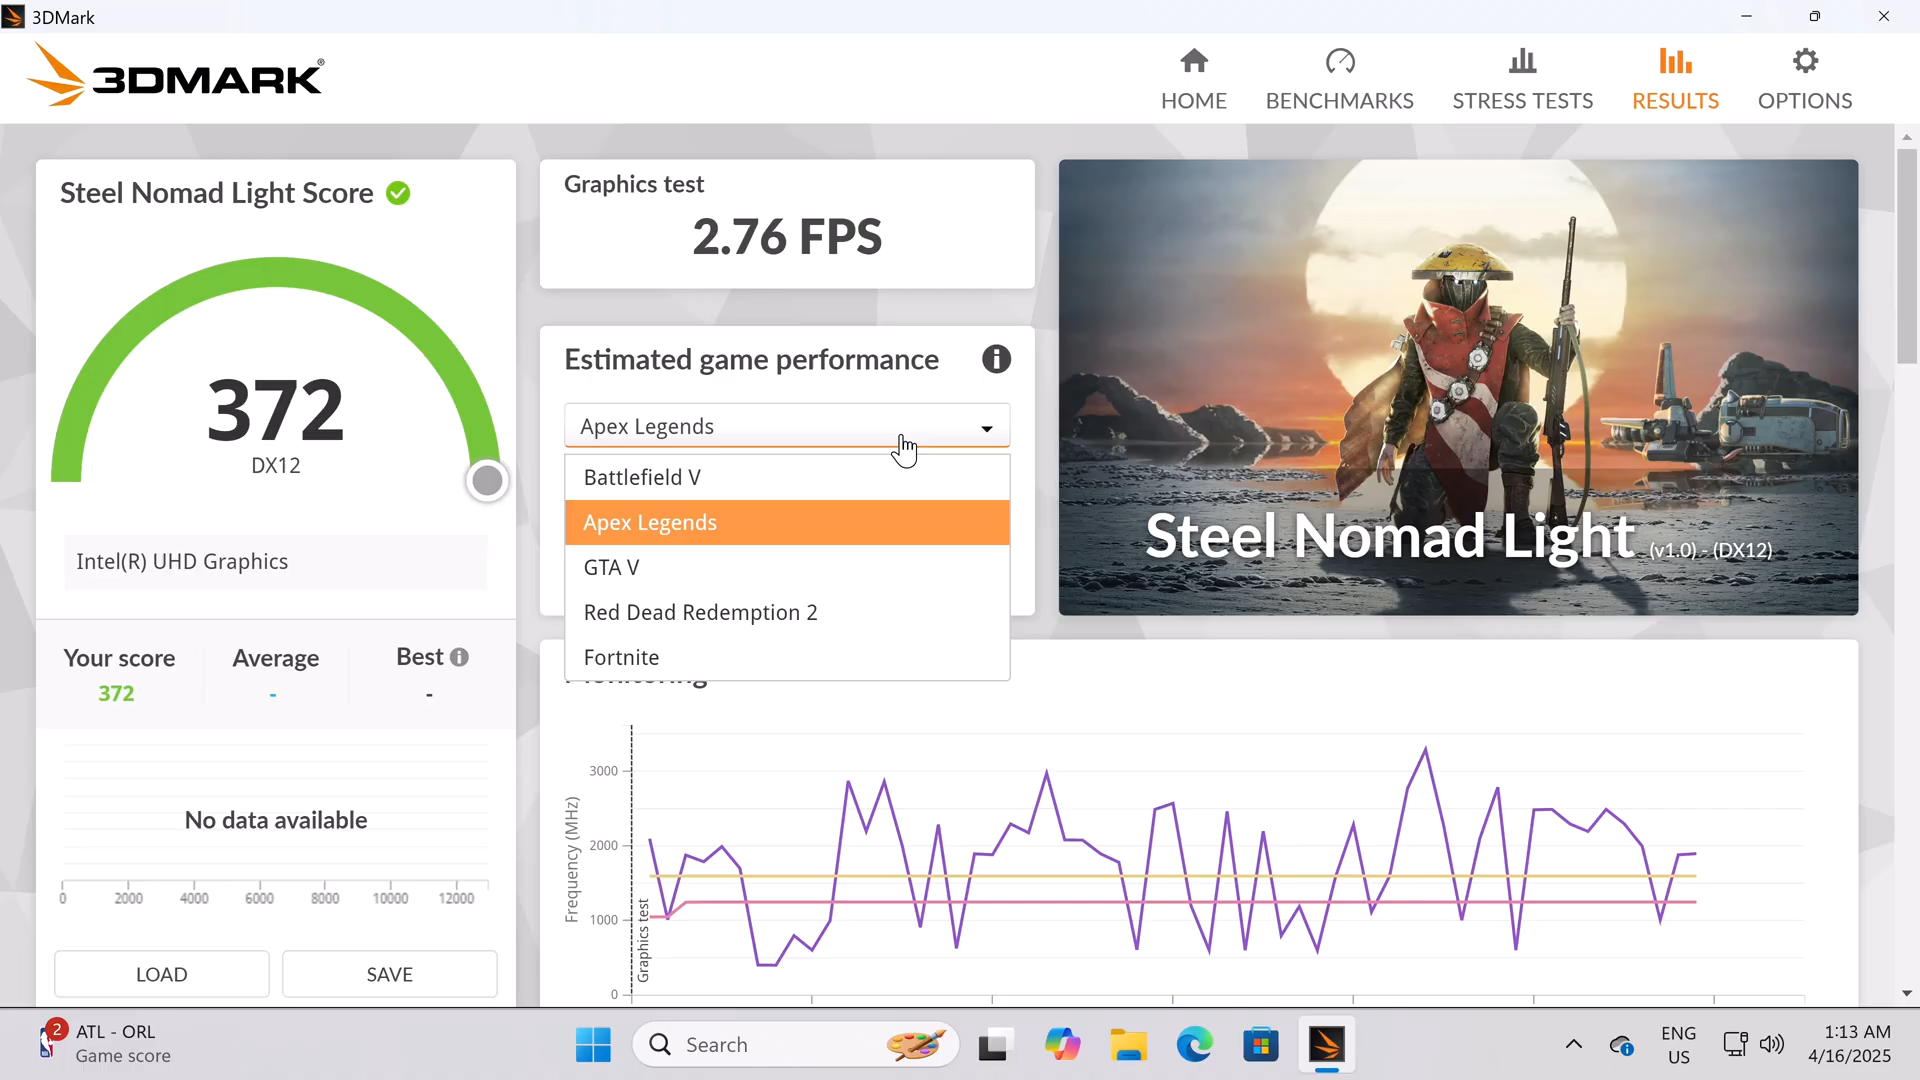 3DMark
3DMARK®
HOME
BENCHMARKS
STRESS TESTS
RESULTS
OPTIONS
Steel Nomad Light Score
372
DX12
Intel(R) UHD Graphics
Your score
Average
Best
372
-
-
No data available
0
2000
4000
6000
8000
10000
12000
LOAD
SAVE
Graphics test
2.76 FPS
Estimated game performance
Apex Legends
Battlefield V
Apex Legends
GTA V
Red Dead Redemption 2
Fortnite
Steel Nomad Light (v1.0) - (DX12)
Monitoring
Frequency (MHz)
3000
2000
1000
0
Graphics test
2
ATL - ORL
Game score
Search
ENG
US
1:13 AM
4/16/2025